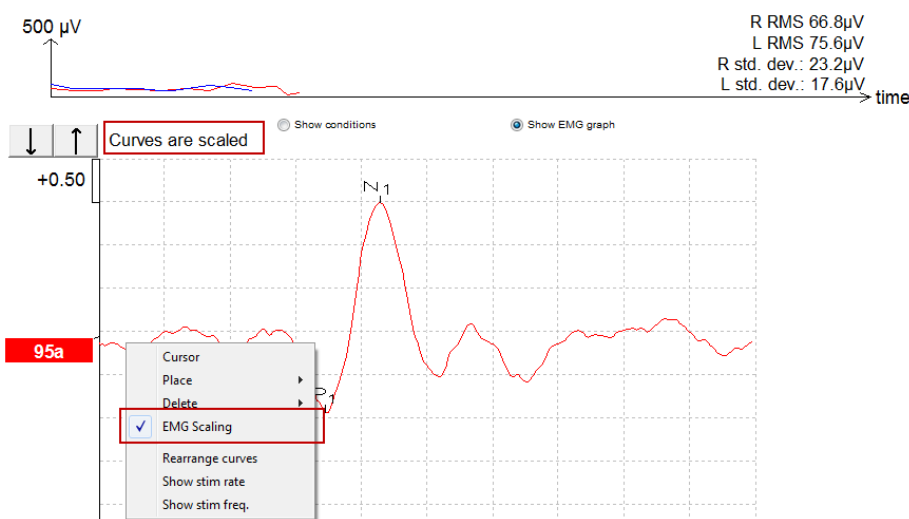 500 µV
R RMS 66.8µV
L RMS 75.6µV
R std. dev.: 23.2µV
L std. dev.: 17.6µV
time
Curves are scaled
Show conditions
Show EMG graph
+0.50
N1
95a
P1
Cursor
Place
Delete
EMG Scaling
Rearrange curves
Show stim rate
Show stim freq.